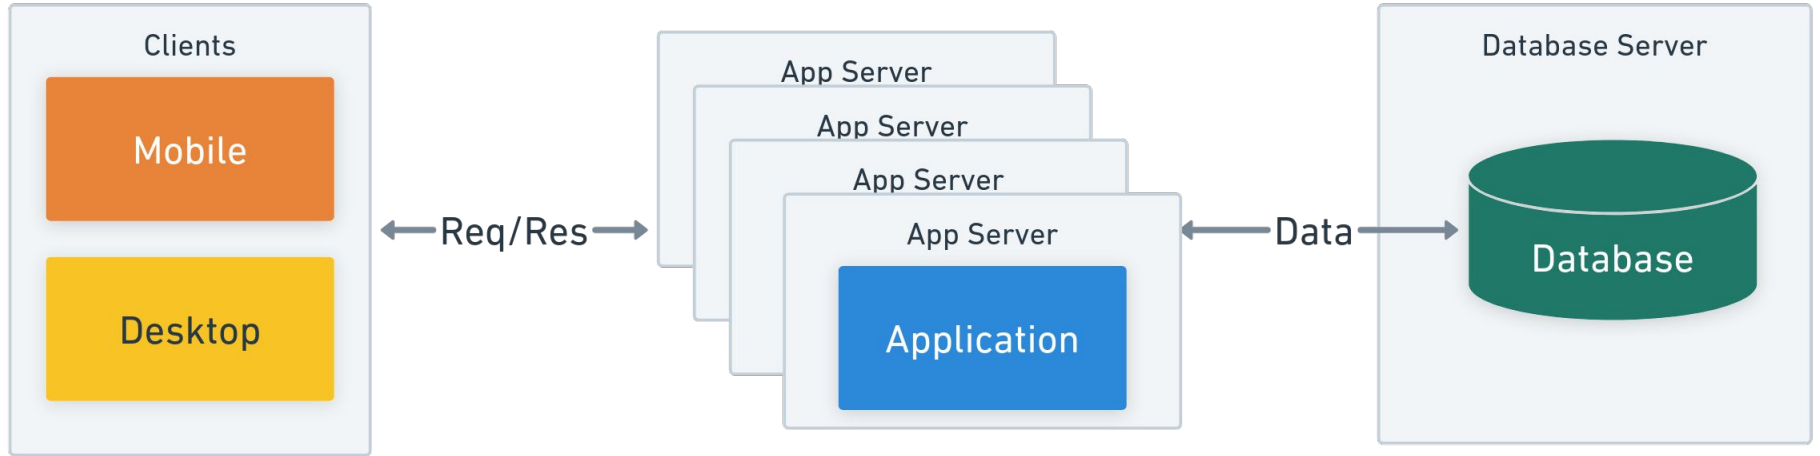 Clients
Mobile
Desktop
Req/Res
App Server
App Server
App Server
App Server
Application
Data
Database Server
Database